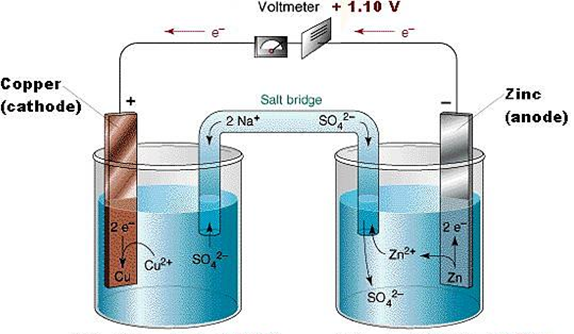 Voltmeter + 1.10 V
e⁻ e⁻
Copper
(cathode)
+
Salt bridge
–
Zinc
(anode)
2 Na⁺ SO₄²⁻
2 e⁻
Cu
Cu²⁺
SO₄²⁻
2 e⁻
Zn²⁺
Zn
SO₄²⁻